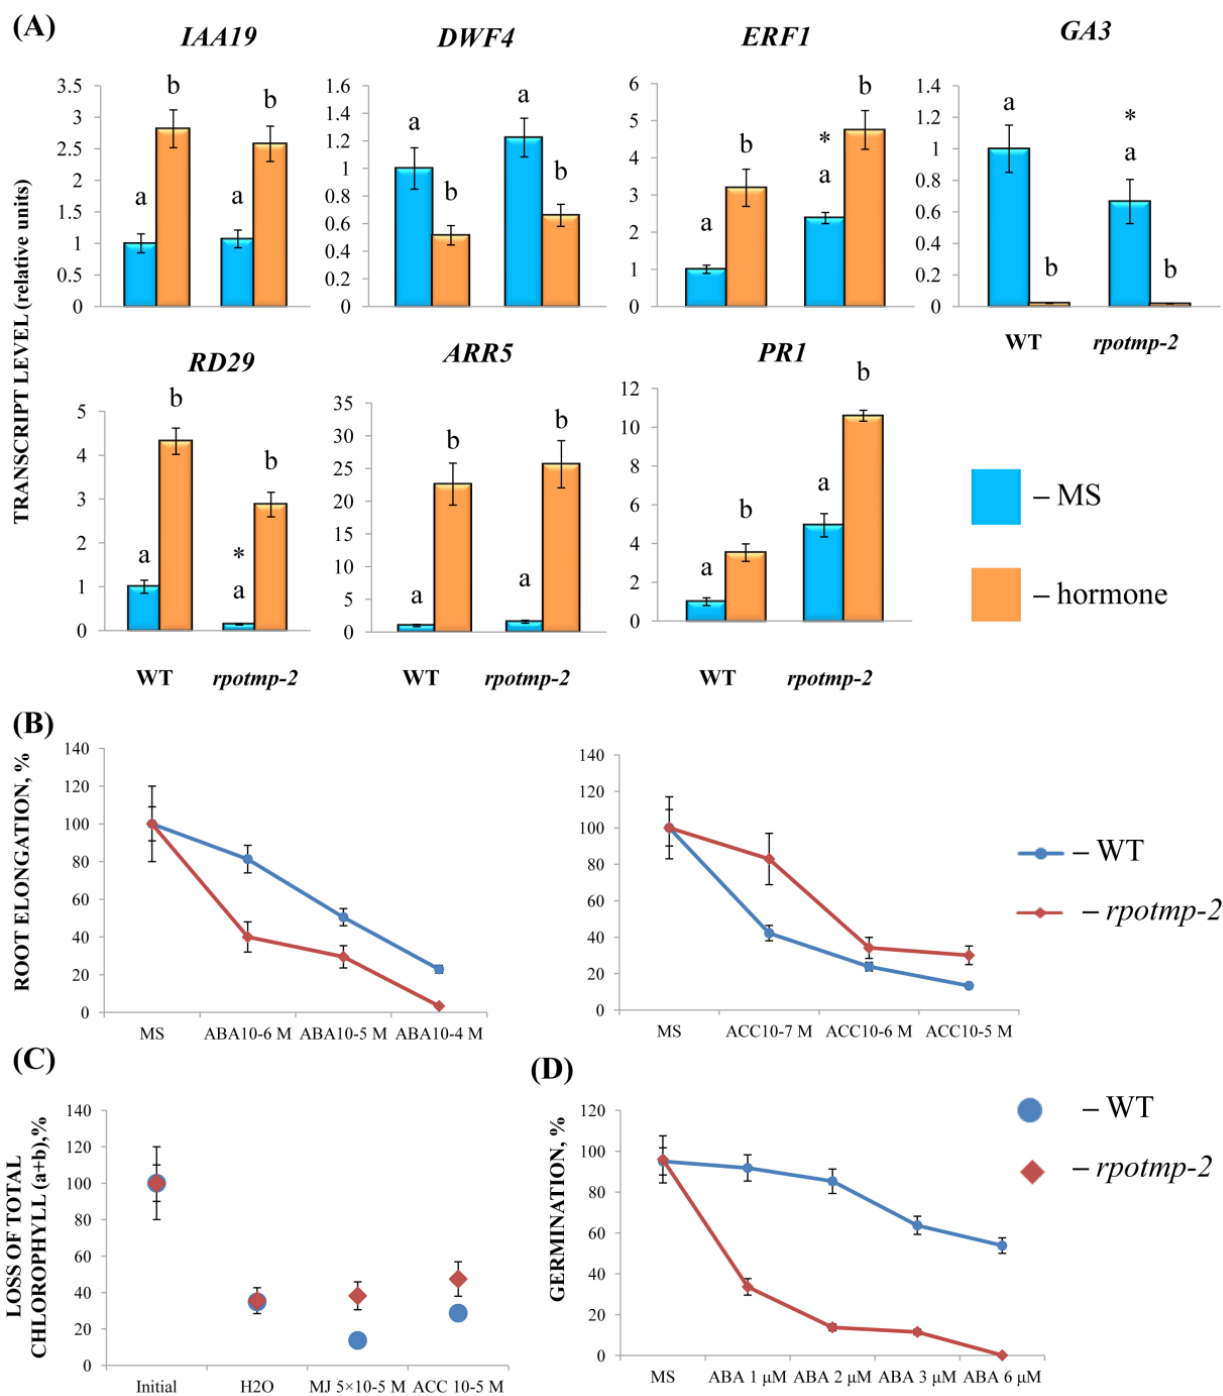 (A)
IAA19
DWF4
ERF1
GA3
TRANSCRIPT LEVEL (relative units)
3.5
3
2.5
2
1.5
1
0.5
0
a
b
a
b
1.6
1.4
1.2
1
0.8
0.6
0.4
0.2
0
a
b
a
b
6
5
4
3
2
1
0
a
b
*
a
b
1.4
1.2
1
0.8
0.6
0.4
0.2
0
a
b
*
a
b
WT rpotmp-2
RD29
ARR5
PR1
5
4
3
2
1
0
a
b
*
a
b
WT rpotmp-2
35
30
25
20
15
10
5
0
a
b
a
b
WT rpotmp-2
12
10
8
6
4
2
0
a
b
a
b
WT rpotmp-2
– MS
– hormone
(B)
ROOT ELONGATION, %
140
120
100
80
60
40
20
0
MS ABA10-6 M ABA10-5 M ABA10-4 M
140
120
100
80
60
40
20
0
MS ACC10-7 M ACC10-6 M ACC10-5 M
– WT
– rpotmp-2
(C)
LOSS OF TOTAL
CHLOROPHYLL (a+b),%
140
120
100
80
60
40
20
0
Initial H2O MJ 5×10-5 M ACC 10-5 M
(D)
GERMINATION, %
120
100
80
60
40
20
0
MS ABA 1 μM ABA 2 μM ABA 3 μM ABA 6 μM
– WT
– rpotmp-2